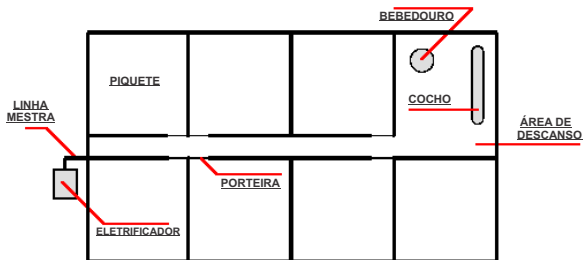 BEBEDOURO
PIQUETE
COCHO
LINHA
MESTRA
ÁREA DE
DESCANSO
PORTEIRA
ELETRIFICADOR